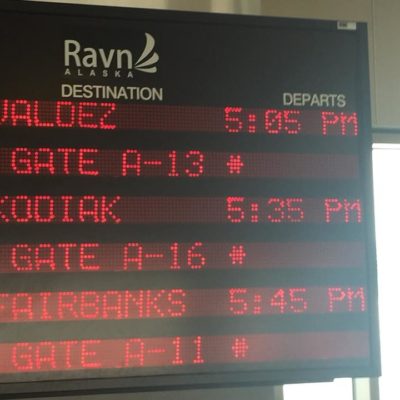 Ravn
ALASKA
DESTINATION DEPARTS
VALDEZ 5:05 PM
GATE A-13 #
KODIAK 5:35 PM
GATE A-16 #
FAIRBANKS 5:45 PM
GATE A-11 #